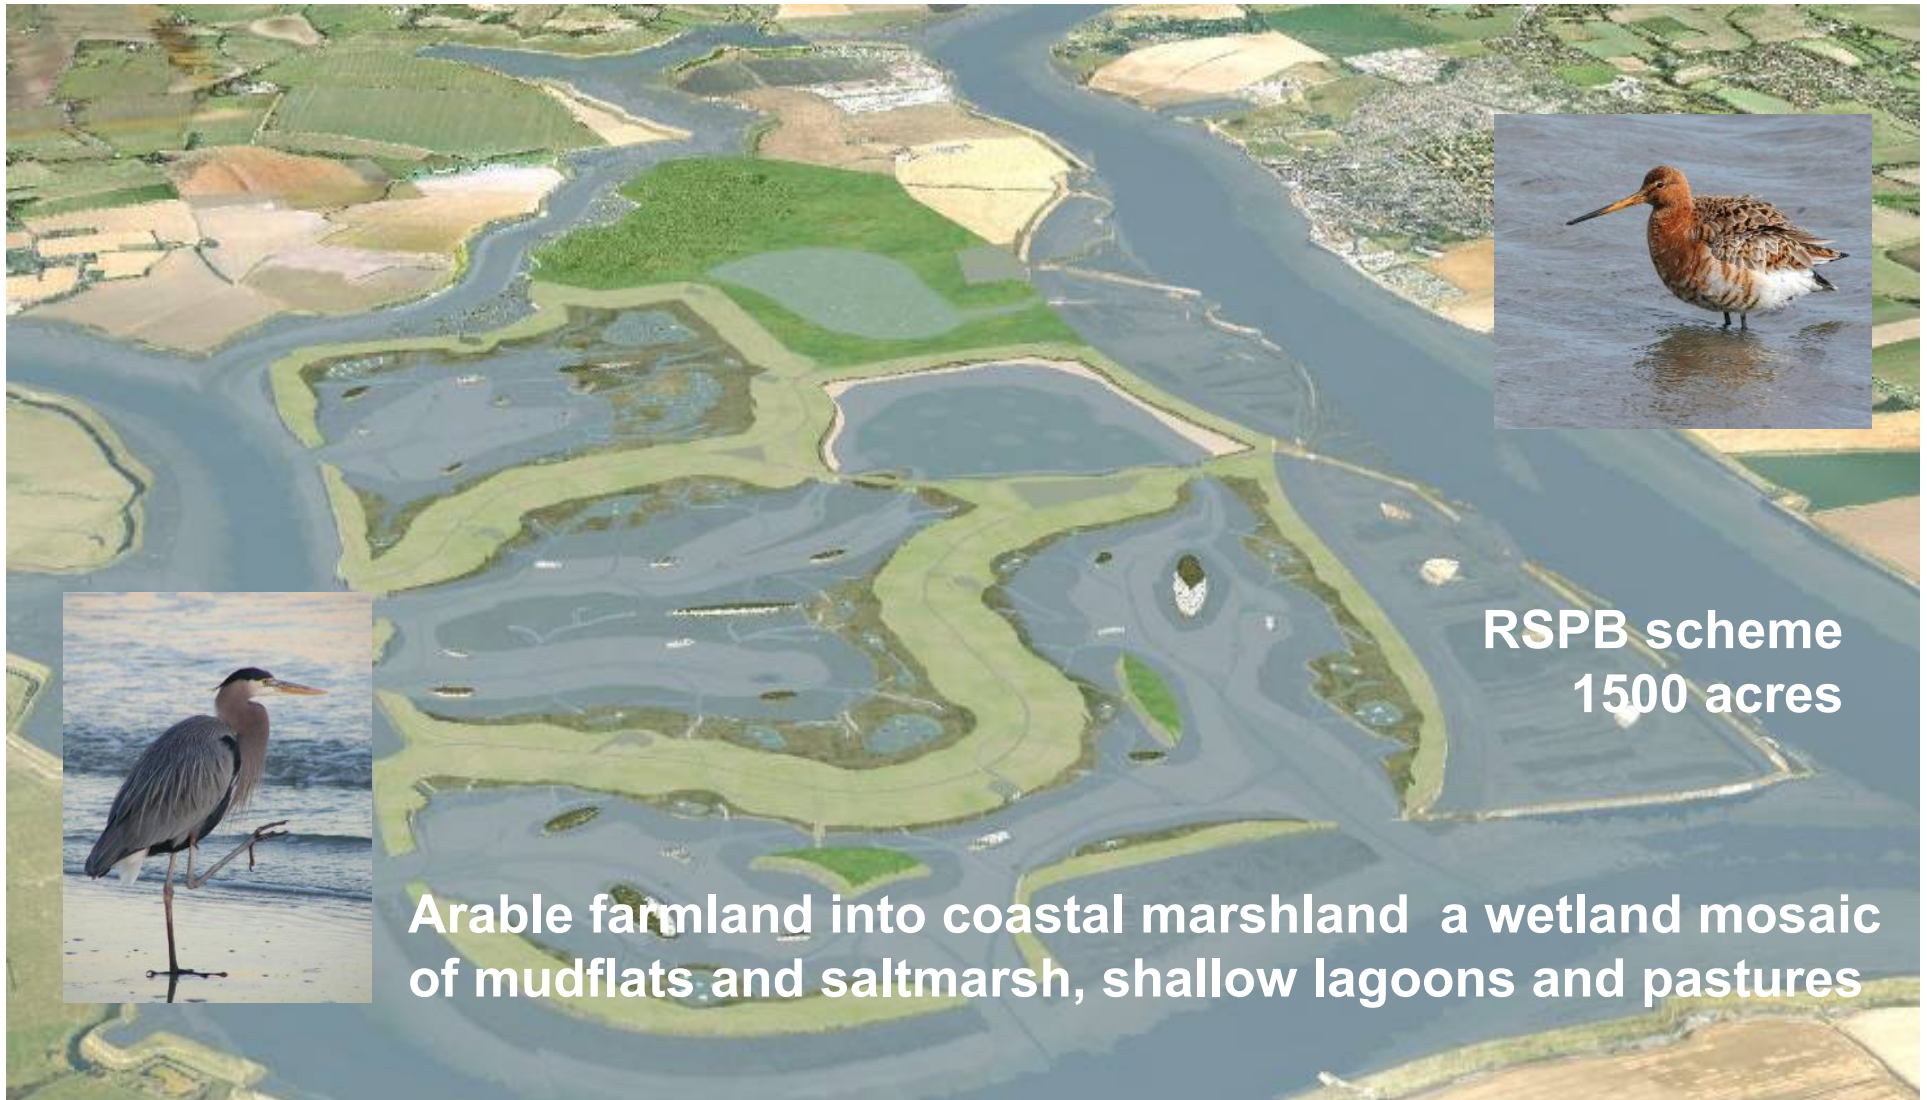 RSPB scheme
1500 acres
Arable farmland into coastal marshland a wetland mosaic
of mudflats and saltmarsh, shallow lagoons and pastures